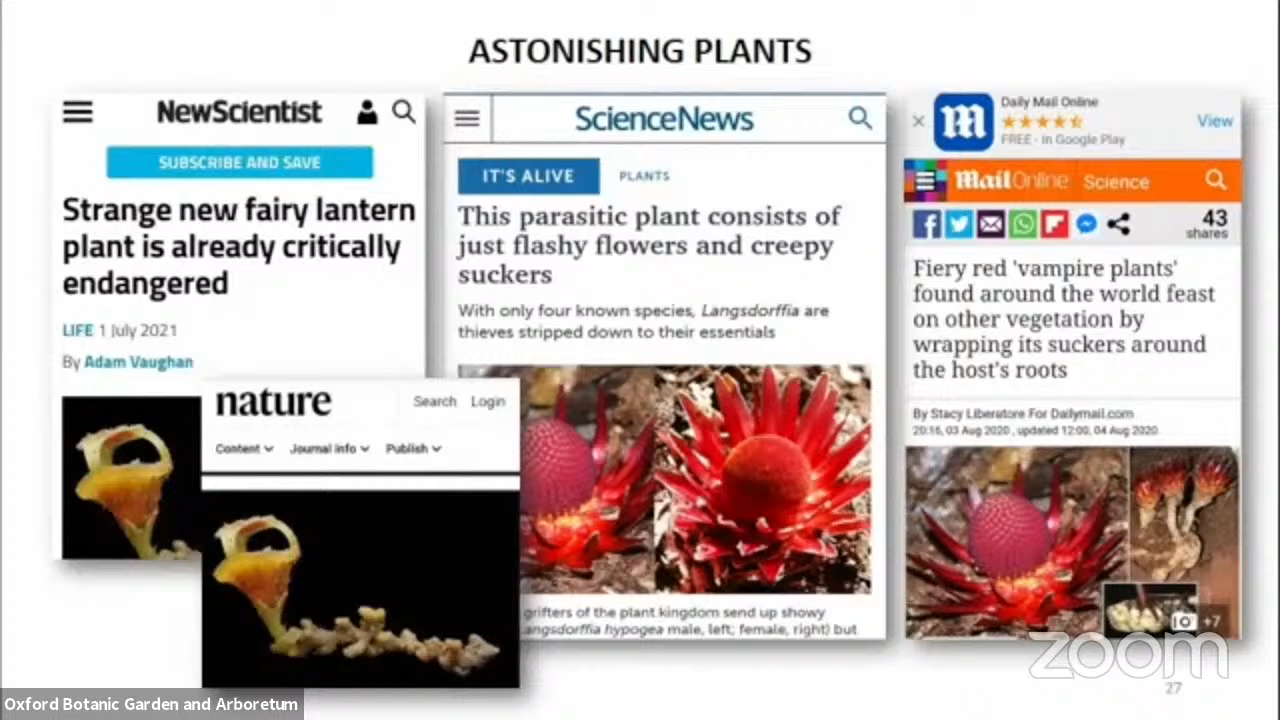 ASTONISHING PLANTS
NewScientist
SUBSCRIBE AND SAVE
Strange new fairy lantern
plant is already critically
endangered
LIFE 1 July 2021
By Adam Vaughan
nature
Search Login
Content Journal info Publish
ScienceNews
IT'S ALIVE PLANTS
This parasitic plant consists of
just flashy flowers and creepy
suckers
With only four known species, Langsdorffia are
thieves stripped down to their essentials
grifters of the plant kingdom send up showy
angsdorffia hypogea male, left; female, right) but
Daily Mail Online
FREE - In Google Play
View
MailOnline Science
43
shares
Fiery red 'vampire plants'
found around the world feast
on other vegetation by
wrapping its suckers around
the host's roots
By Stacy Liberatore For Dailymail.com
20:16, 03 Aug 2020 , updated 12:00, 04 Aug 2020
+7
zoom
27
Oxford Botanic Garden and Arboretum